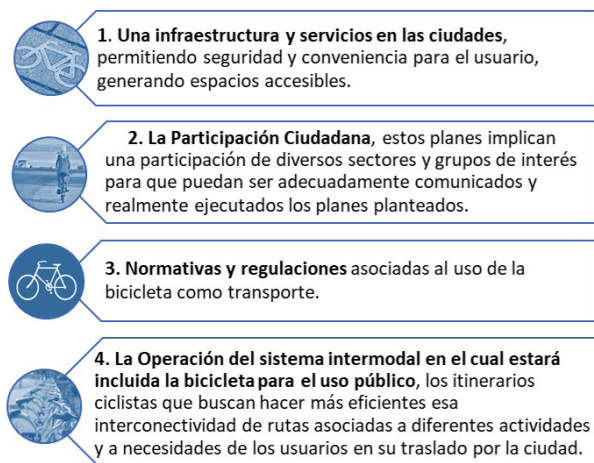 1. Una infraestructura y servicios en las ciudades,
permitiendo seguridad y conveniencia para el usuario,
generando espacios accesibles.
2. La Participación Ciudadana, estos planes implican
una participación de diversos sectores y grupos de interés
para que puedan ser adecuadamente comunicados y
realmente ejecutados los planes planteados.
3. Normativas y regulaciones asociadas al uso de la
bicicleta como transporte.
4. La Operación del sistema intermodal en el cual estará
incluida la bicicleta para el uso público, los itinerarios
ciclistas que buscan hacer más eficientes esa
interconectividad de rutas asociadas a diferentes actividades
y a necesidades de los usuarios en su traslado por la ciudad.